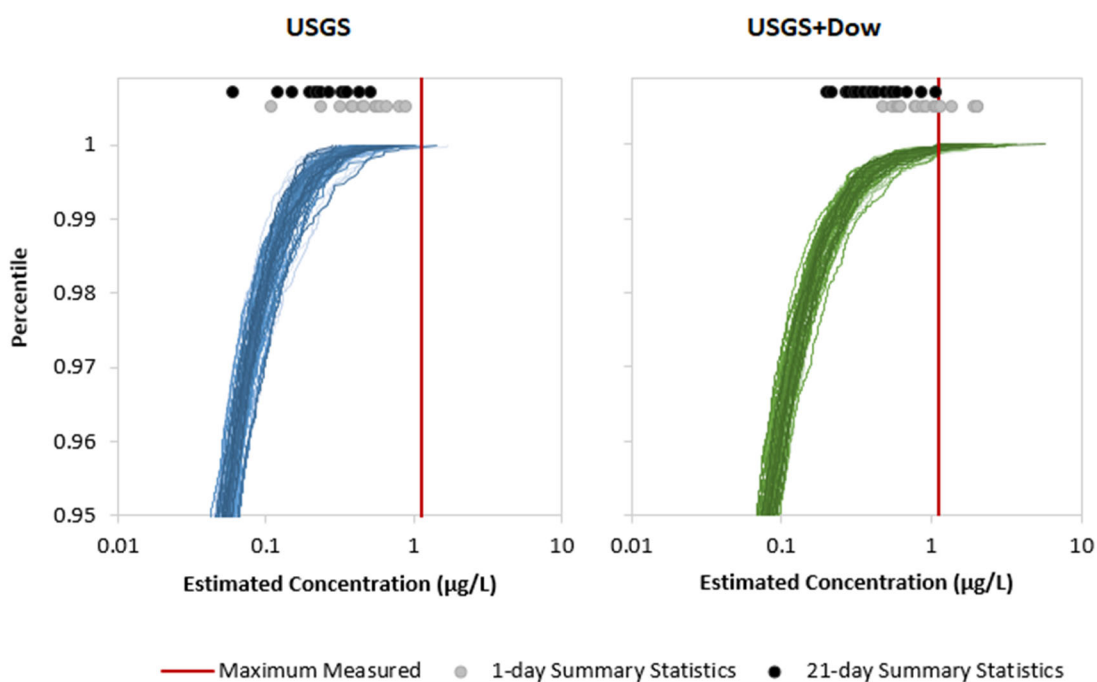 USGS
USGS+Dow
Percentile
1
0.99
0.98
0.97
0.96
0.95
0.01 0.1 1 10
0.01 0.1 1 10
Estimated Concentration (µg/L)
Estimated Concentration (µg/L)
Maximum Measured
1-day Summary Statistics
21-day Summary Statistics